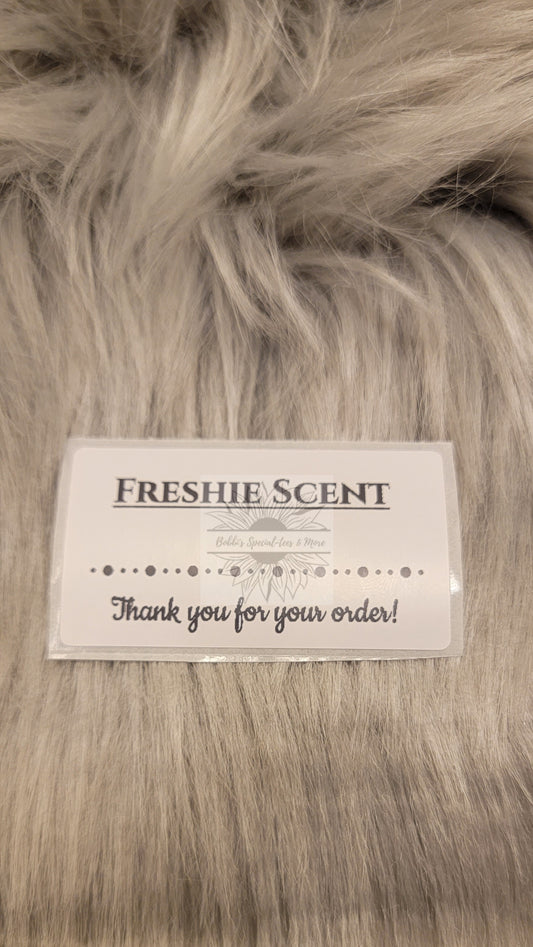 FRESHIE SCENT
Bobbi's Special-tees & More
Thank you for your order!